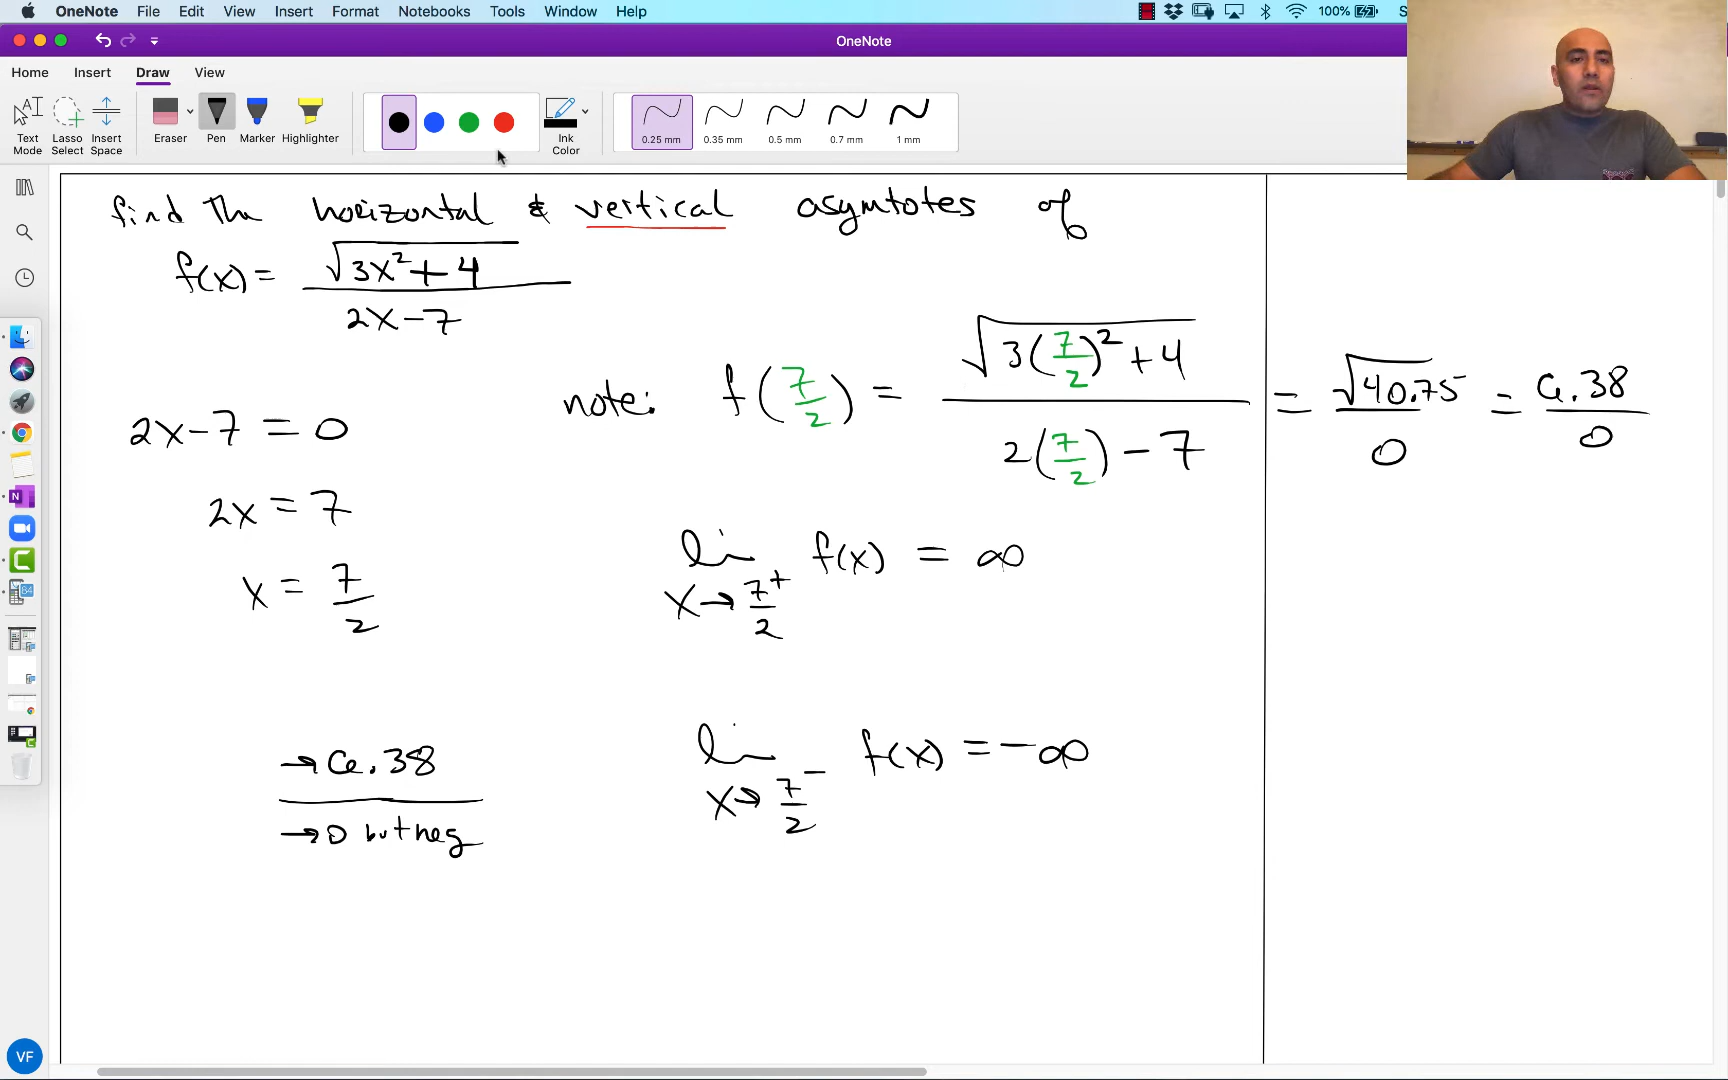 OneNote File Edit View Insert Format Notebooks Tools Window Help 100%
OneNote
Home Insert Draw View
Text Mode Lasso Select Insert Space Eraser Pen Marker Highlighter Ink Color 0.25 mm 0.35 mm 0.5 mm 0.7 mm 1 mm
find the horizontal & vertical asymtotes of
f(x) = √(3x²+4) / (2x-7)
note: f(7/2) = √(3(7/2)²+4) / (2(7/2) - 7) = √40.75 / 0 = 6.38 / 0
2x-7 = 0
2x = 7
x = 7/2
lim x→7/2⁺ f(x) = ∞
lim x→7/2⁻ f(x) = -∞
→6.38
→0 but neg
VF